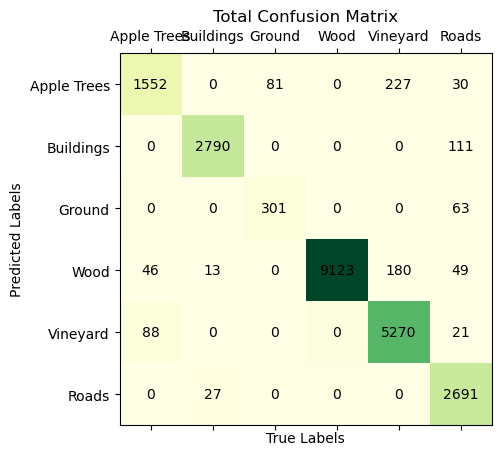 Total Confusion Matrix
Apple Trees Buildings Ground Wood Vineyard Roads
Apple Trees 1552 0 81 0 227 30
Buildings 0 2790 0 0 0 111
Ground 0 0 301 0 0 63
Wood 46 13 0 9123 180 49
Vineyard 88 0 0 0 5270 21
Roads 0 27 0 0 0 2691
Predicted Labels
True Labels